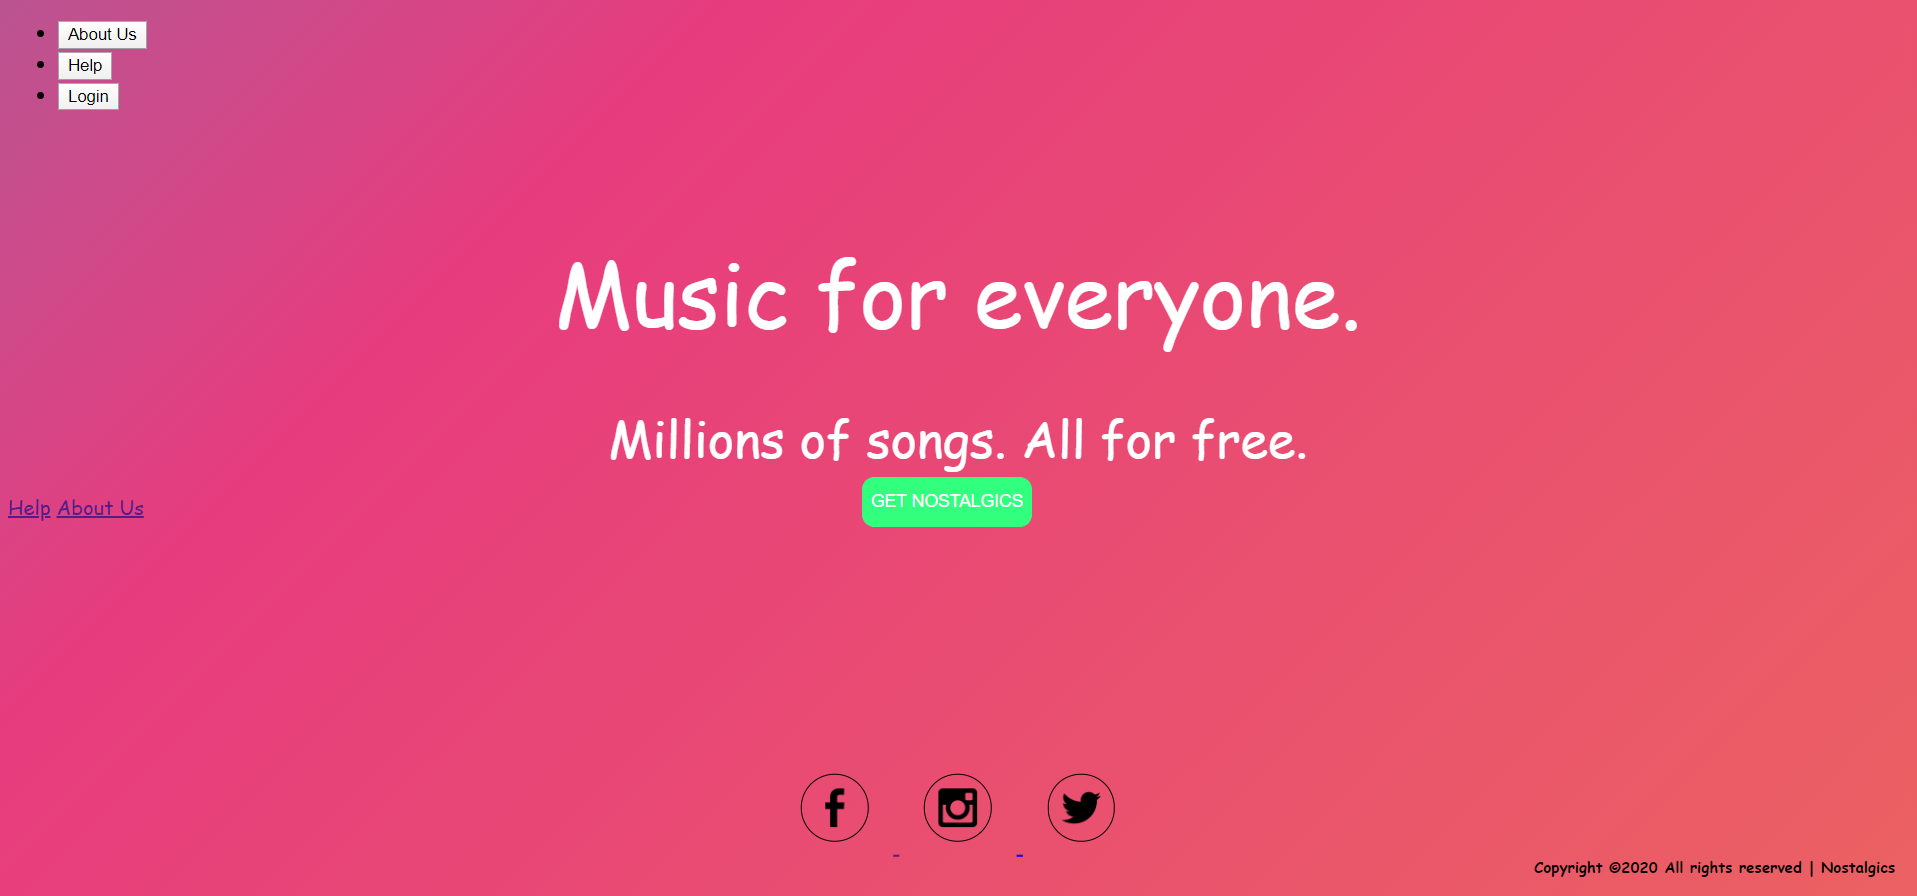 About Us
Help
Login
Music for everyone.
Millions of songs. All for free.
GET NOSTALGICS
Help About Us
Copyright ©2020 All rights reserved | Nostalgics